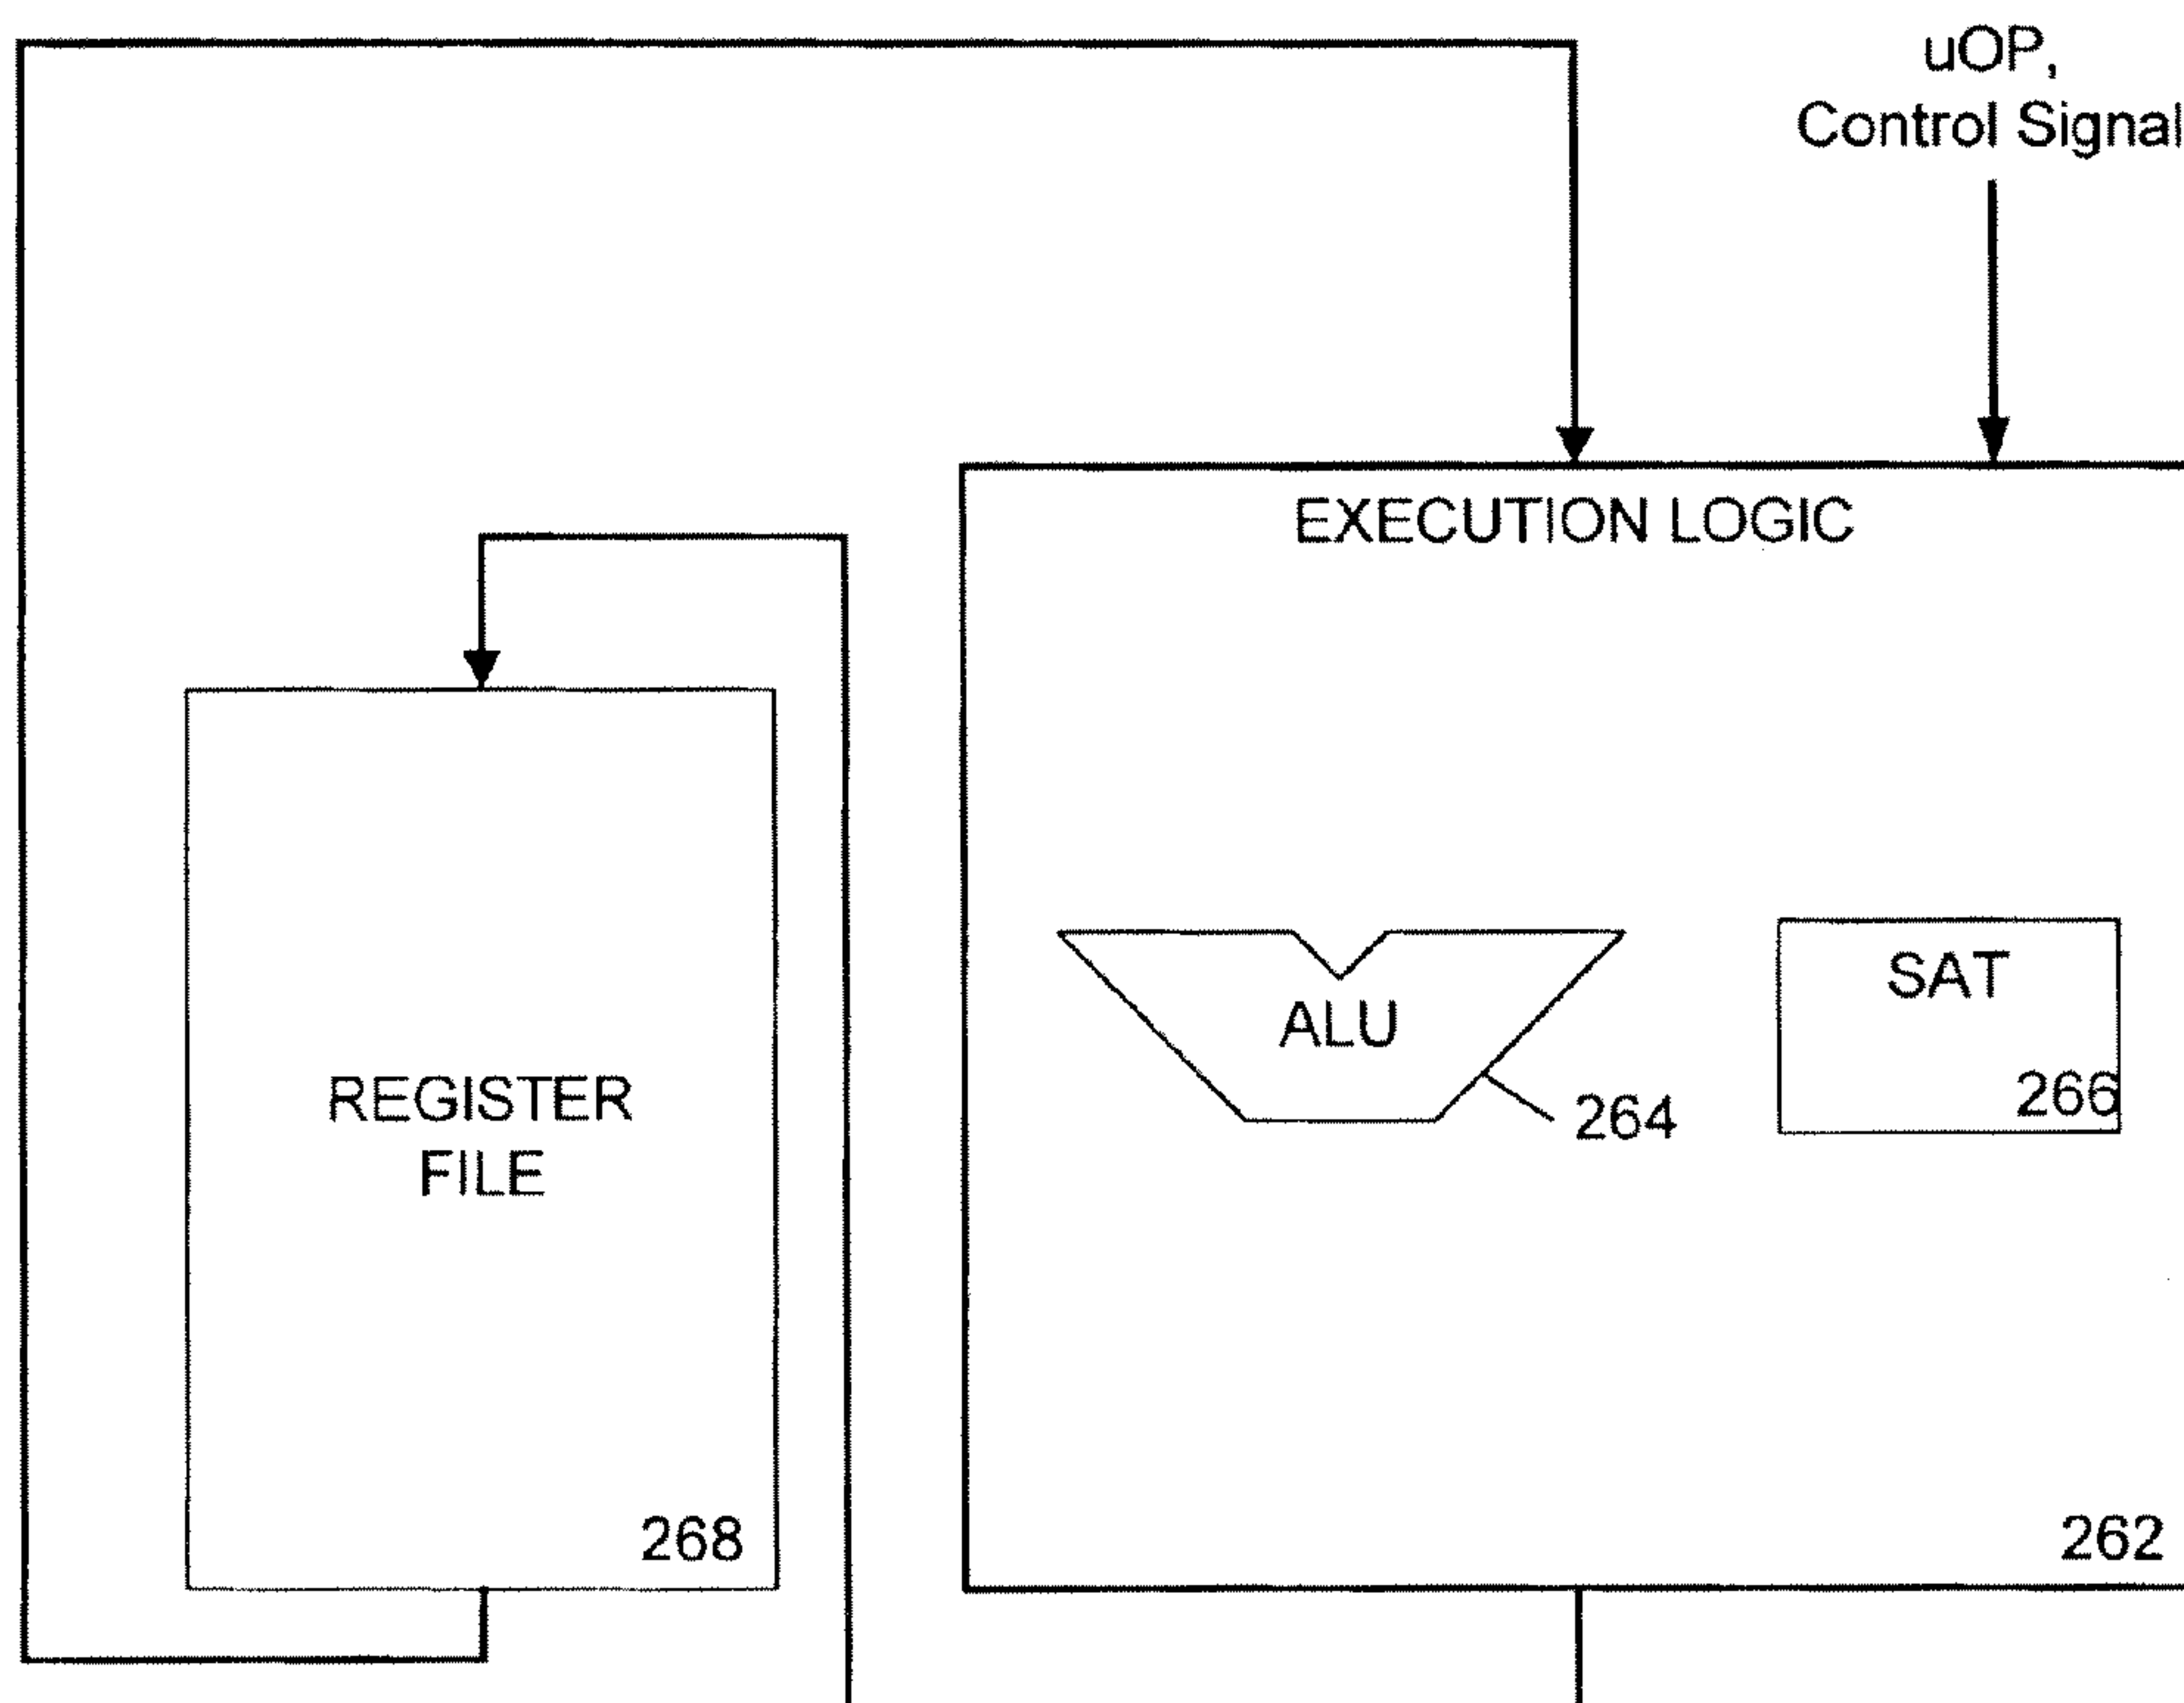 uOP,
Control Signal
EXECUTION LOGIC
ALU
264
SAT
266
REGISTER
FILE
268
262